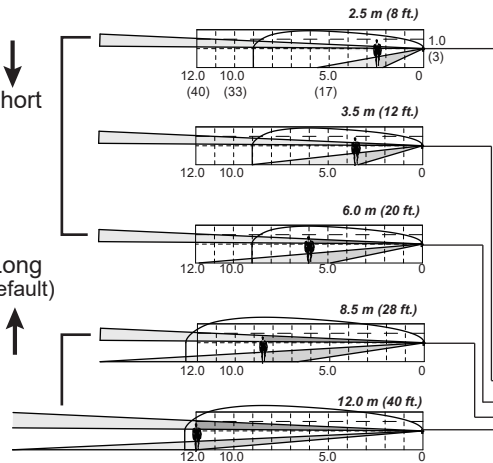 2.5 m (8 ft.)
1.0
(3)
12.0 10.0 5.0 0
(40) (33) (17)
hort
3.5 m (12 ft.)
12.0 10.0 5.0 0
6.0 m (20 ft.)
12.0 10.0 5.0 0
ong
efault)
8.5 m (28 ft.)
12.0 10.0 5.0 0
12.0 m (40 ft.)
12.0 10.0 5.0 0